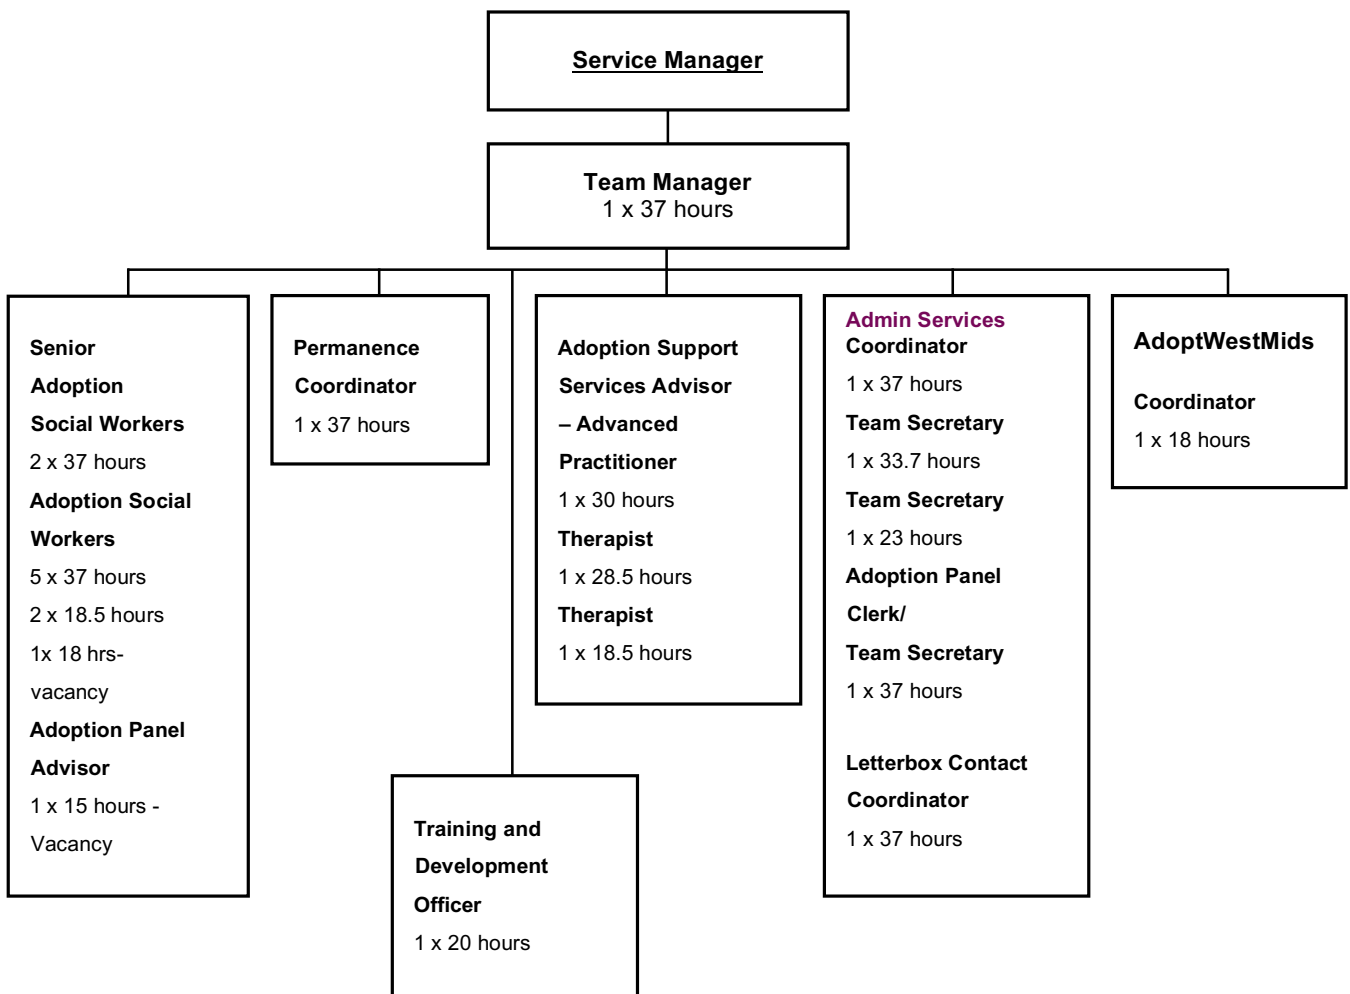 Service Manager
Team Manager
1 x 37 hours
Senior
Adoption
Social Workers
2 x 37 hours
Adoption Social
Workers
5 x 37 hours
2 x 18.5 hours
1x 18 hrs-
vacancy
Adoption Panel
Advisor
1 x 15 hours -
Vacancy
Permanence
Coordinator
1 x 37 hours
Training and
Development
Officer
1 x 20 hours
Adoption Support
Services Advisor
– Advanced
Practitioner
1 x 30 hours
Therapist
1 x 28.5 hours
Therapist
1 x 18.5 hours
Admin Services
Coordinator
1 x 37 hours
Team Secretary
1 x 33.7 hours
Team Secretary
1 x 23 hours
Adoption Panel
Clerk/
Team Secretary
1 x 37 hours
Letterbox Contact
Coordinator
1 x 37 hours
AdoptWestMids
Coordinator
1 x 18 hours